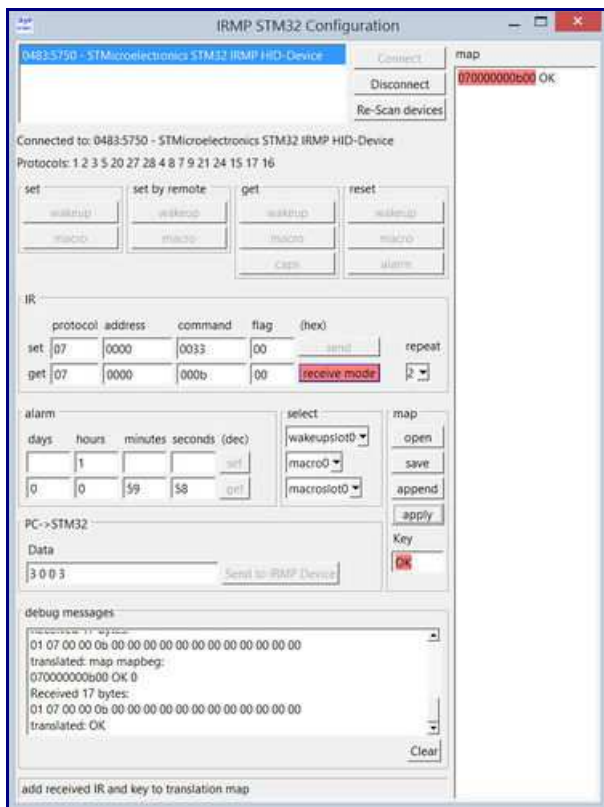 IRMP STM32 Configuration
0483:5750 - STMicroelectronics STM32 IRMP HID-Device
Connect
Disconnect
Re-Scan devices
map
070000000b00 OK
Connected to: 0483:5750 - STMicroelectronics STM32 IRMP HID-Device
Protocols: 1 2 3 5 20 27 28 4 8 7 9 21 24 15 17 16
set set by remote get reset
wakeup wakeup wakeup wakeup
macro macro macro macro
caps alarm
IR
protocol address command flag (hex)
set 07 0000 0033 00 send repeat
get 07 0000 000b 00 receive mode 2
alarm select map
days hours minutes seconds (dec) wakeupslot0 open
1 set macro0 save
0 0 59 58 get macroslot0 append
apply
PC->STM32
Key
Data
OK
3 0 0 3 Send to IRMP Device
debug messages
Received 17 bytes:
01 07 00 00 0b 00 00 00 00 00 00 00 00 00 00 00 00
translated: map mapbeg:
070000000b00 OK 0
Received 17 bytes:
01 07 00 00 0b 00 00 00 00 00 00 00 00 00 00 00 00
translated: OK
Clear
add received IR and key to translation map